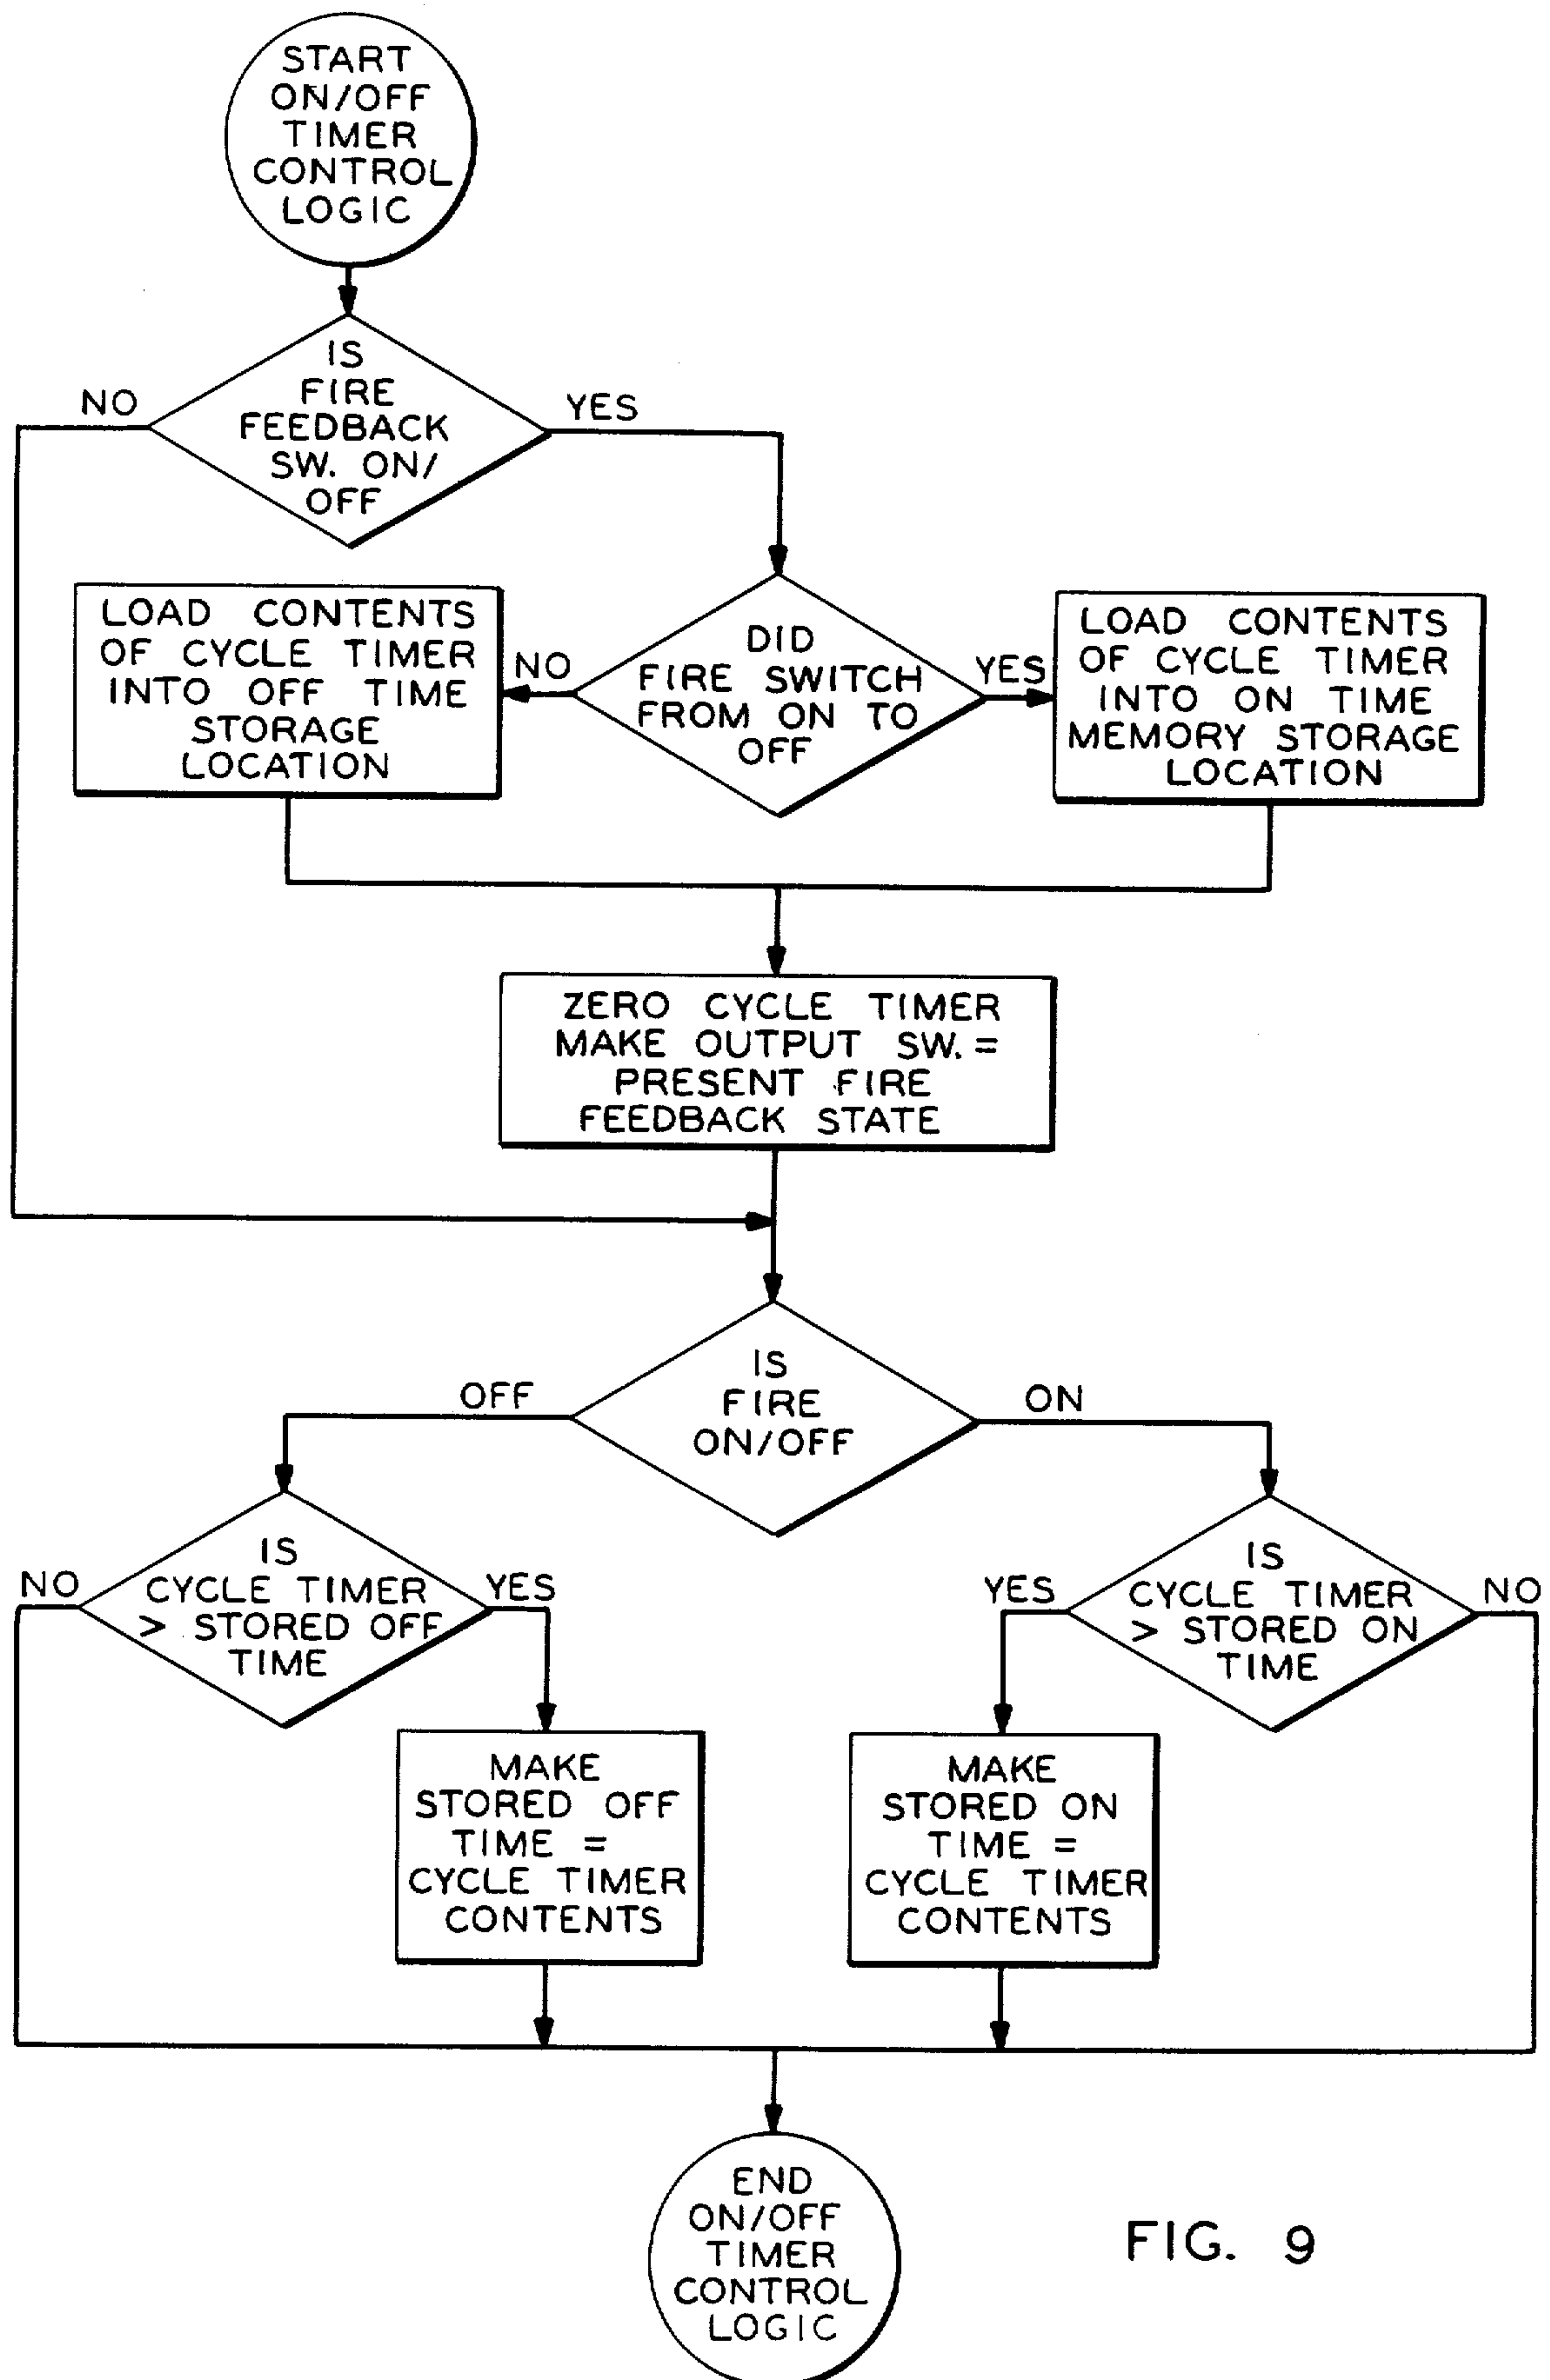 START
ON/OFF
TIMER
CONTROL
LOGIC
IS
FIRE
FEEDBACK
SW. ON/
OFF
NO
YES
LOAD CONTENTS
OF CYCLE TIMER
INTO OFF TIME
STORAGE
LOCATION
NO
DID
FIRE SWITCH
FROM ON TO
OFF
YES
LOAD CONTENTS
OF CYCLE TIMER
INTO ON TIME
MEMORY STORAGE
LOCATION
ZERO CYCLE TIMER
MAKE OUTPUT SW. =
PRESENT FIRE
FEEDBACK STATE
IS
FIRE
ON/OFF
OFF
ON
NO
IS
CYCLE TIMER
> STORED OFF
TIME
YES
YES
IS
CYCLE TIMER
> STORED ON
TIME
NO
MAKE
STORED OFF
TIME =
CYCLE TIMER
CONTENTS
MAKE
STORED ON
TIME =
CYCLE TIMER
CONTENTS
END
ON/OFF
TIMER
CONTROL
LOGIC
FIG. 9